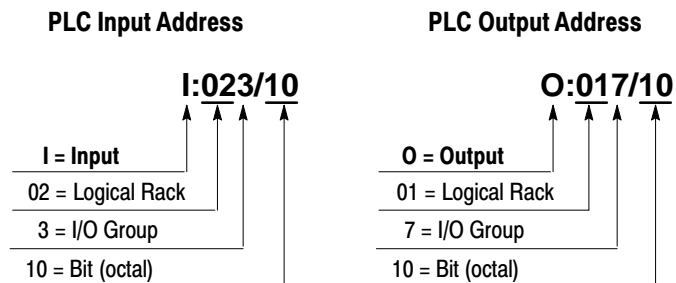 PLC Input Address
I:023/10
I = Input
02 = Logical Rack
3 = I/O Group
10 = Bit (octal)
PLC Output Address
O:017/10
O = Output
01 = Logical Rack
7 = I/O Group
10 = Bit (octal)